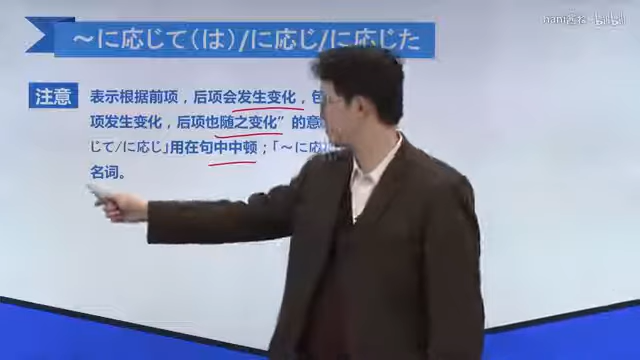 ～に応じて（は）/に応じ/に応じた
注意
表示根据前项，后项会发生变化，包
项发生变化，后项也随之变化”的意
じて/に応じ」用在句中中顿；「～に応
名词。